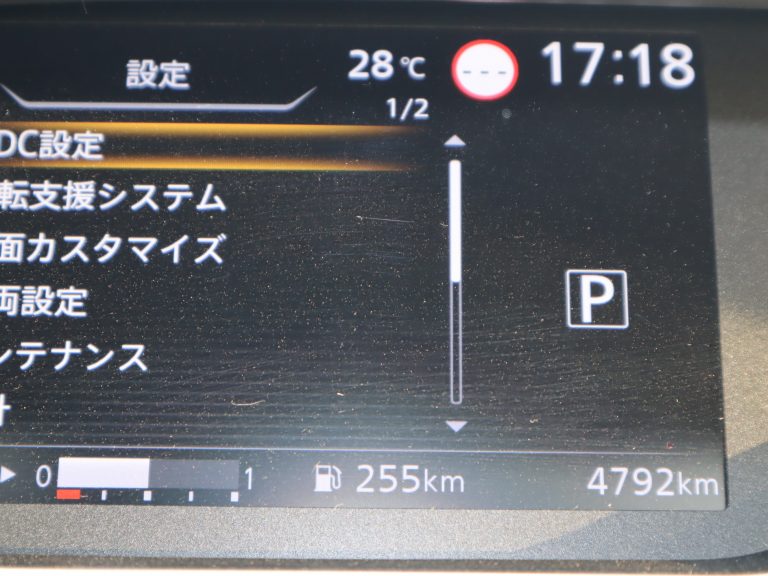 設定
28℃
---
17:18
1/2
DC設定
転支援システム
面カスタマイズ
両設定
ンテナンス
計
P
0
1
255km
4792km